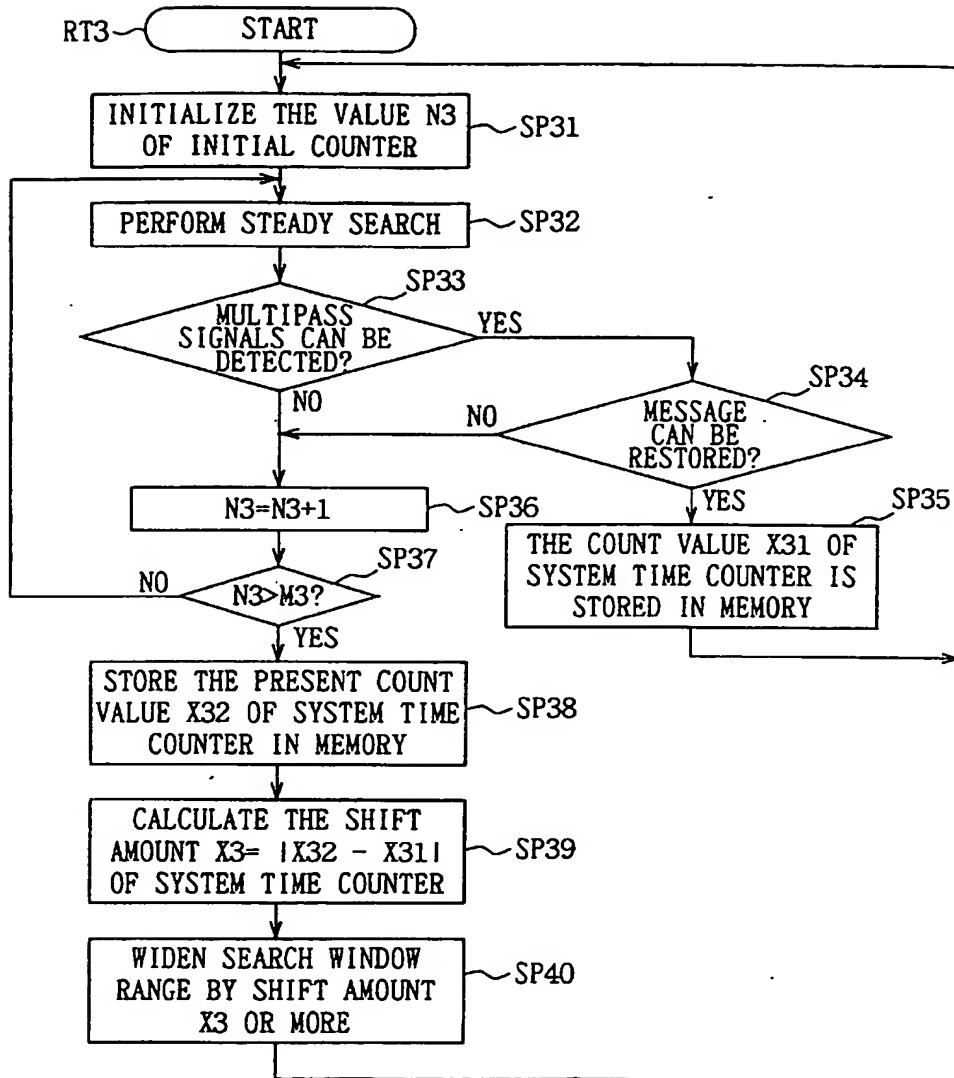 RT3
START
INITIALIZE THE VALUE N3
OF INITIAL COUNTER
SP31
PERFORM STEADY SEARCH
SP32
SP33
MULTIPASS
SIGNALS CAN BE
DETECTED?
YES
NO
SP34
MESSAGE
CAN BE
RESTORED?
NO
YES
SP35
THE COUNT VALUE X31 OF
SYSTEM TIME COUNTER IS
STORED IN MEMORY
N3=N3+1
SP36
SP37
N3>M3?
NO
YES
STORE THE PRESENT COUNT
VALUE X32 OF SYSTEM TIME
COUNTER IN MEMORY
SP38
CALCULATE THE SHIFT
AMOUNT X3= |X32 - X31|
OF SYSTEM TIME COUNTER
SP39
WIDEN SEARCH WINDOW
RANGE BY SHIFT AMOUNT
X3 OR MORE
SP40